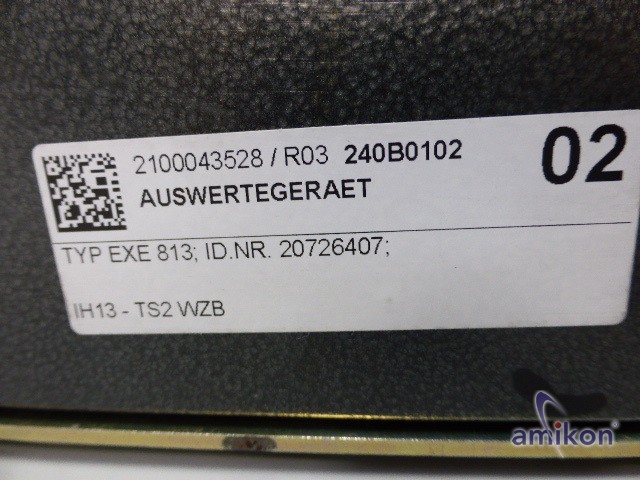 2100043528 / R03 240B0102 02
AUSWERTEGERAET
TYP EXE 813; ID.NR. 20726407;
IH13 - TS2 WZB
amikon